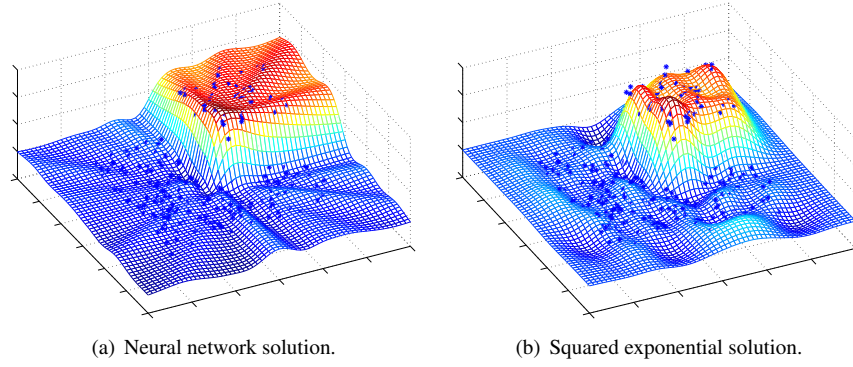 (a) Neural network solution.
(b) Squared exponential solution.